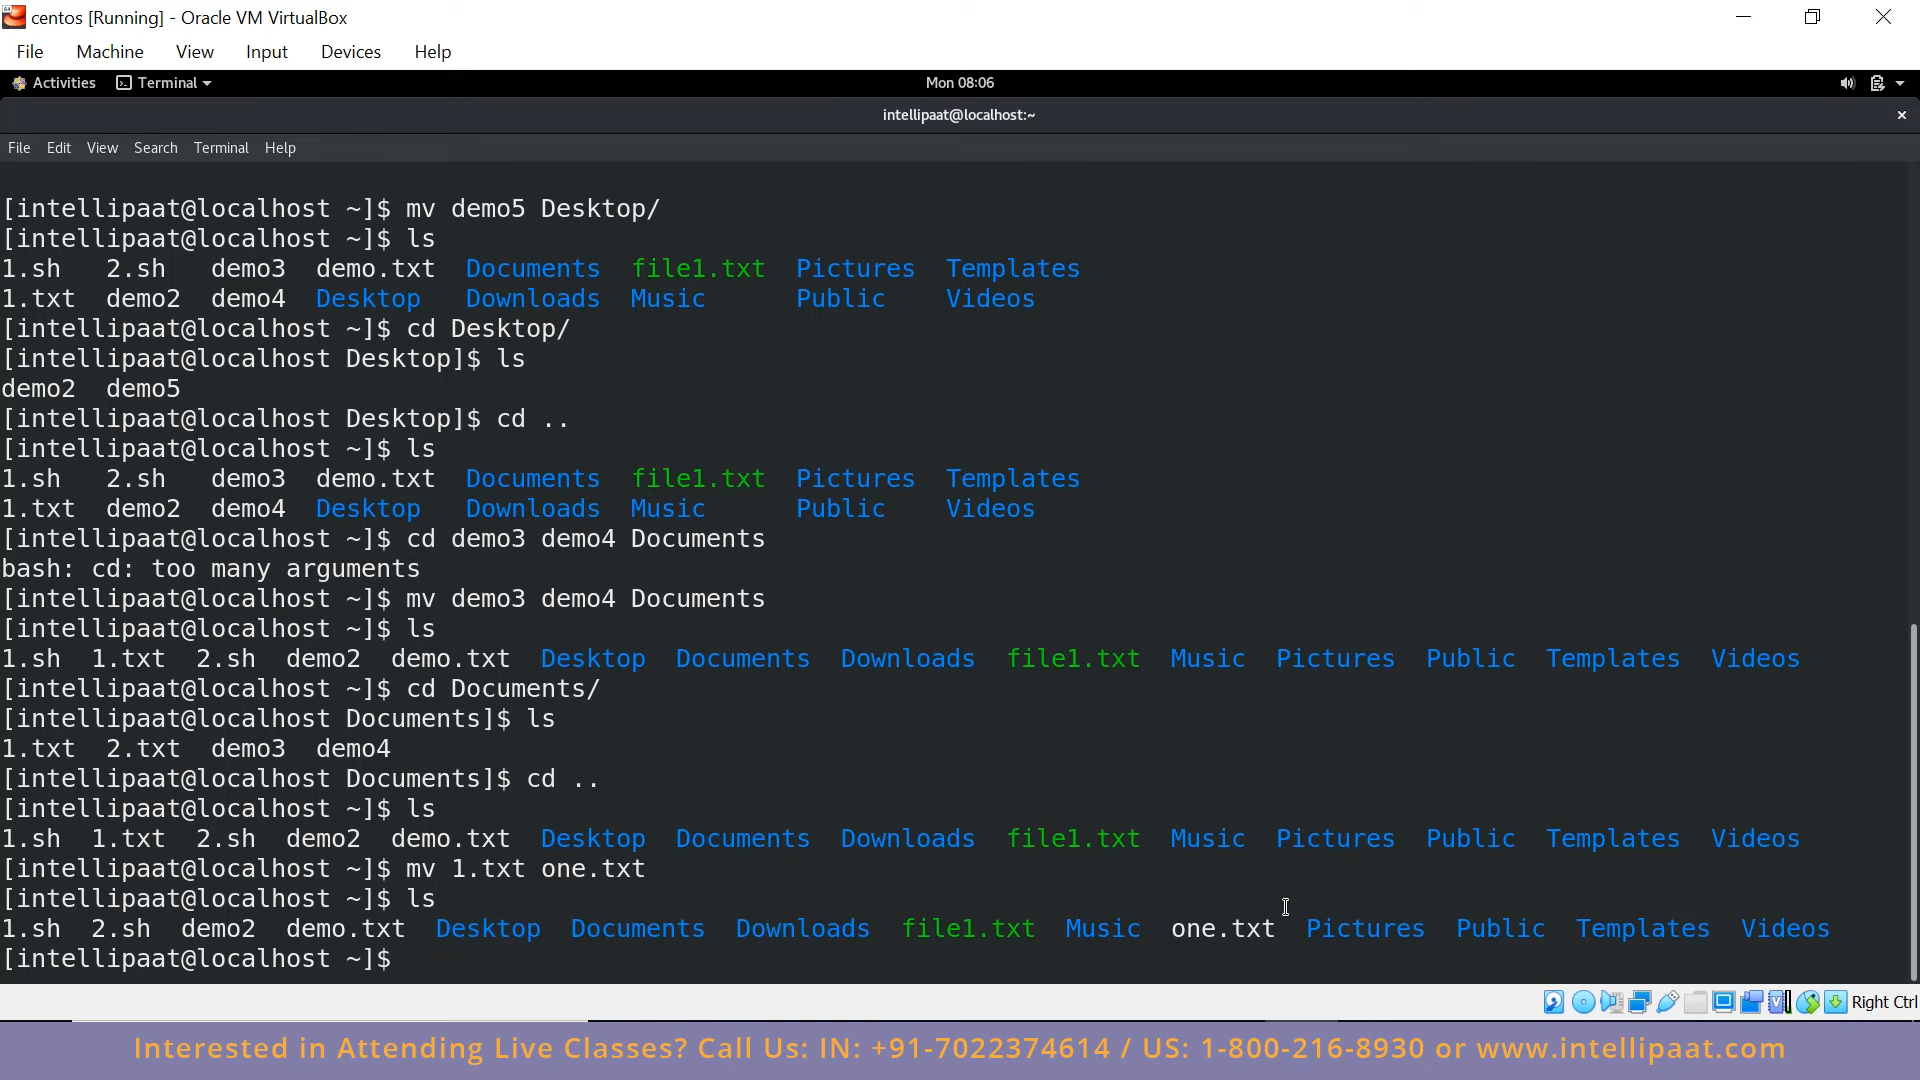 centos [Running] - Oracle VM VirtualBox
File Machine View Input Devices Help
Activities Terminal Mon 08:06
intellipaat@localhost:~
File Edit View Search Terminal Help
[intellipaat@localhost ~]$ mv demo5 Desktop/
[intellipaat@localhost ~]$ ls
1.sh 2.sh demo3 demo.txt Documents file1.txt Pictures Templates
1.txt demo2 demo4 Desktop Downloads Music Public Videos
[intellipaat@localhost ~]$ cd Desktop/
[intellipaat@localhost Desktop]$ ls
demo2 demo5
[intellipaat@localhost Desktop]$ cd ..
[intellipaat@localhost ~]$ ls
1.sh 2.sh demo3 demo.txt Documents file1.txt Pictures Templates
1.txt demo2 demo4 Desktop Downloads Music Public Videos
[intellipaat@localhost ~]$ cd demo3 demo4 Documents
bash: cd: too many arguments
[intellipaat@localhost ~]$ mv demo3 demo4 Documents
[intellipaat@localhost ~]$ ls
1.sh 1.txt 2.sh demo2 demo.txt Desktop Documents Downloads file1.txt Music Pictures Public Templates Videos
[intellipaat@localhost ~]$ cd Documents/
[intellipaat@localhost Documents]$ ls
1.txt 2.txt demo3 demo4
[intellipaat@localhost Documents]$ cd ..
[intellipaat@localhost ~]$ ls
1.sh 1.txt 2.sh demo2 demo.txt Desktop Documents Downloads file1.txt Music Pictures Public Templates Videos
[intellipaat@localhost ~]$ mv 1.txt one.txt
[intellipaat@localhost ~]$ ls
1.sh 2.sh demo2 demo.txt Desktop Documents Downloads file1.txt Music one.txt Pictures Public Templates Videos
[intellipaat@localhost ~]$
Right Ctrl
Interested in Attending Live Classes? Call Us: IN: +91-7022374614 / US: 1-800-216-8930 or www.intellipaat.com